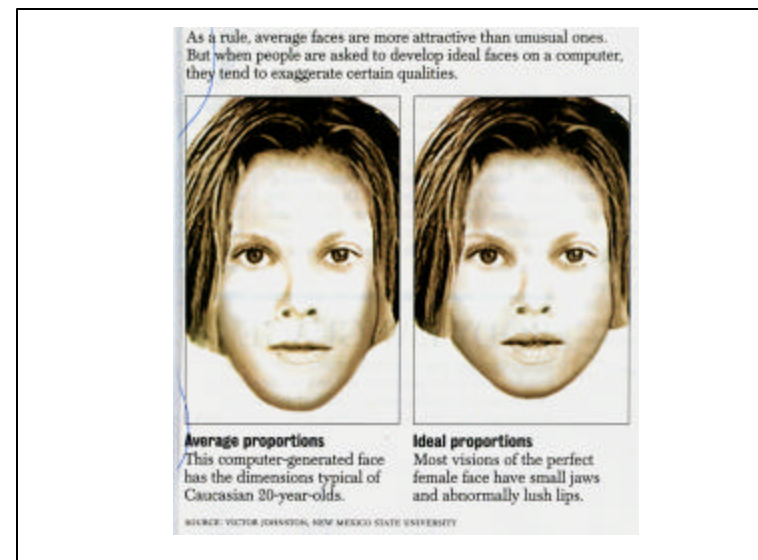 As a rule, average faces are more attractive than unusual ones.
But when people are asked to develop ideal faces on a computer,
they tend to exaggerate certain qualities.
Average proportions
This computer-generated face
has the dimensions typical of
Caucasian 20-year-olds.
Ideal proportions
Most visions of the perfect
female face have small jaws
and abnormally lush lips.
SOURCE: VICTOR JOHNSTON, NEW MEXICO STATE UNIVERSITY